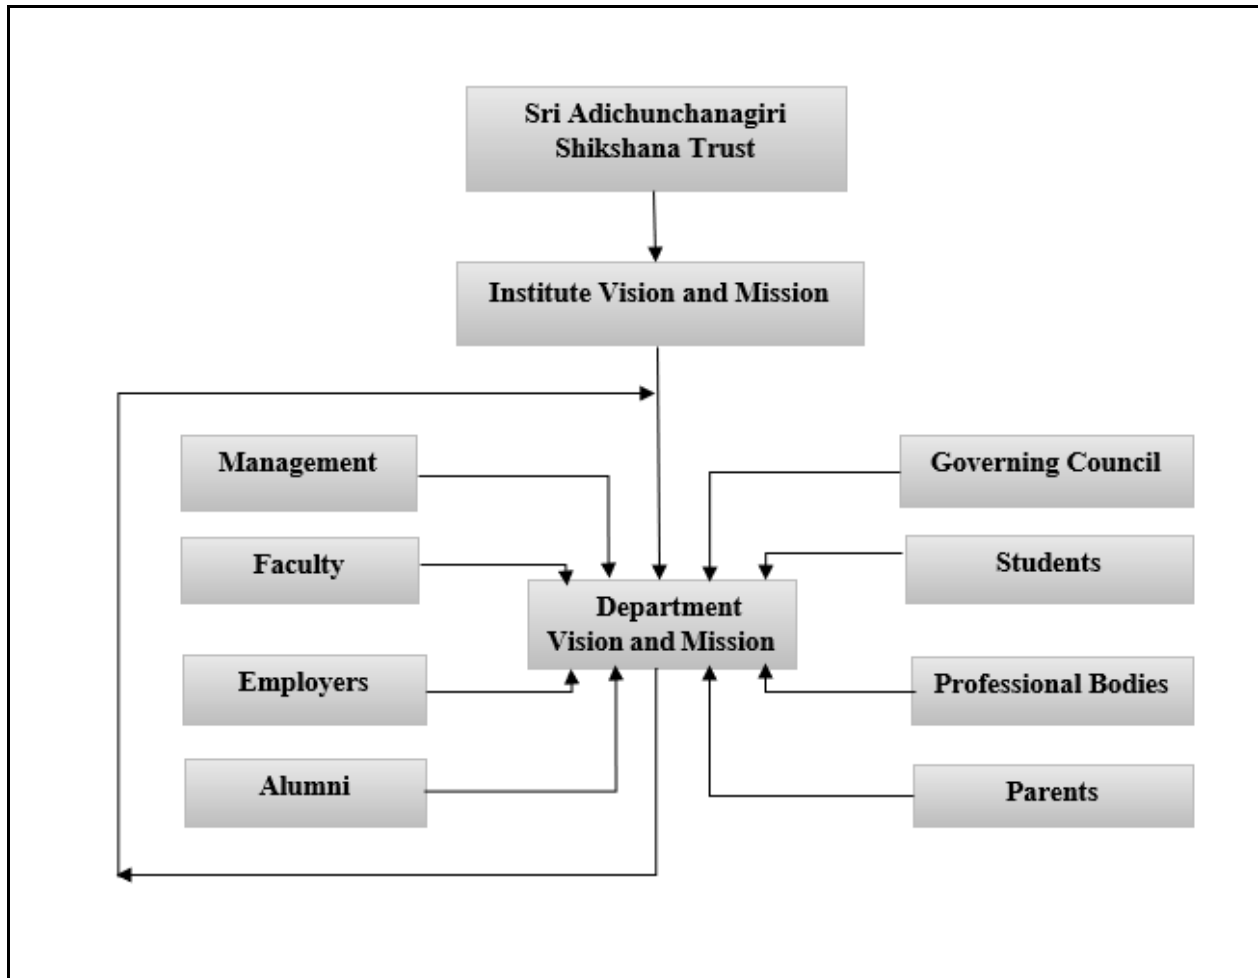 Sri Adichunchanagiri
Shikshana Trust
Institute Vision and Mission
Management
Governing Council
Faculty
Students
Department
Vision and Mission
Employers
Professional Bodies
Alumni
Parents